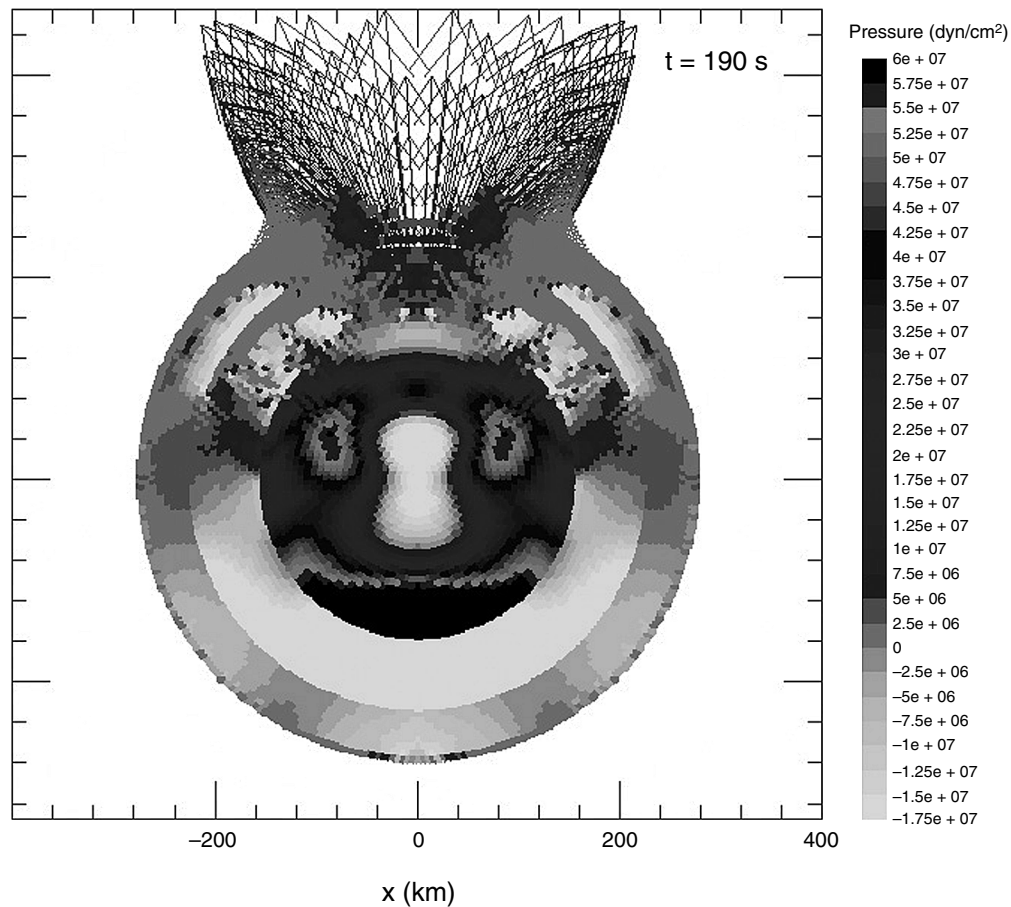 t = 190 s
Pressure (dyn/cm²)
6e + 07
5.75e + 07
5.5e + 07
5.25e + 07
5e + 07
4.75e + 07
4.5e + 07
4.25e + 07
4e + 07
3.75e + 07
3.5e + 07
3.25e + 07
3e + 07
2.75e + 07
2.5e + 07
2.25e + 07
2e + 07
1.75e + 07
1.5e + 07
1.25e + 07
1e + 07
7.5e + 06
5e + 06
2.5e + 06
0
−2.5e + 06
−5e + 06
−7.5e + 06
−1e + 07
−1.25e + 07
−1.5e + 07
−1.75e + 07
−200 0 200 400
x (km)